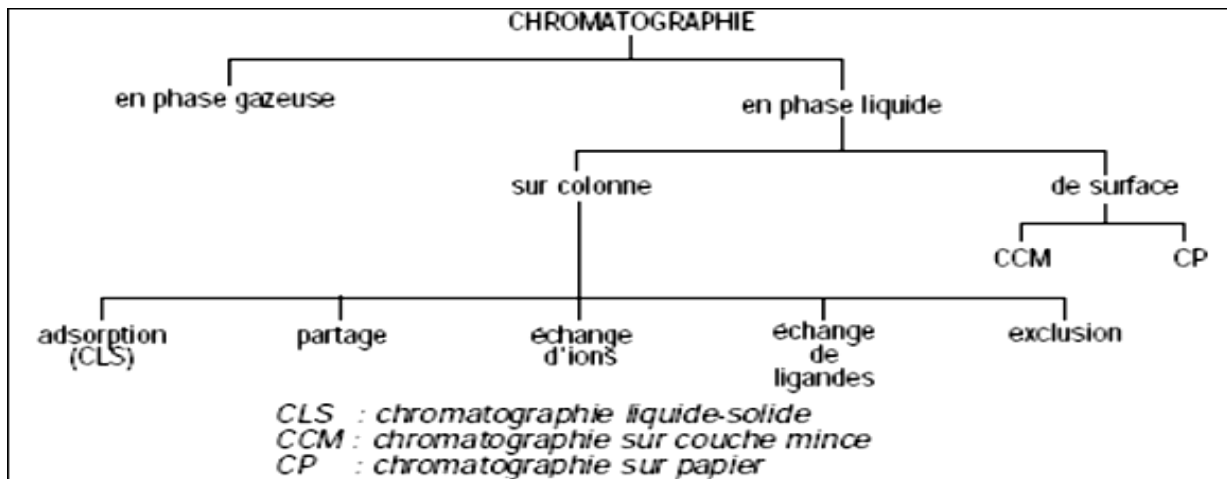 CHROMATOGRAPHIE
en phase gazeuse
en phase liquide
sur colonne
de surface
CCM
CP
adsorption
(CLS)
partage
échange
d'ions
échange
de
ligandes
exclusion
CLS : chromatographie liquide-solide
CCM : chromatographie sur couche mince
CP : chromatographie sur papier